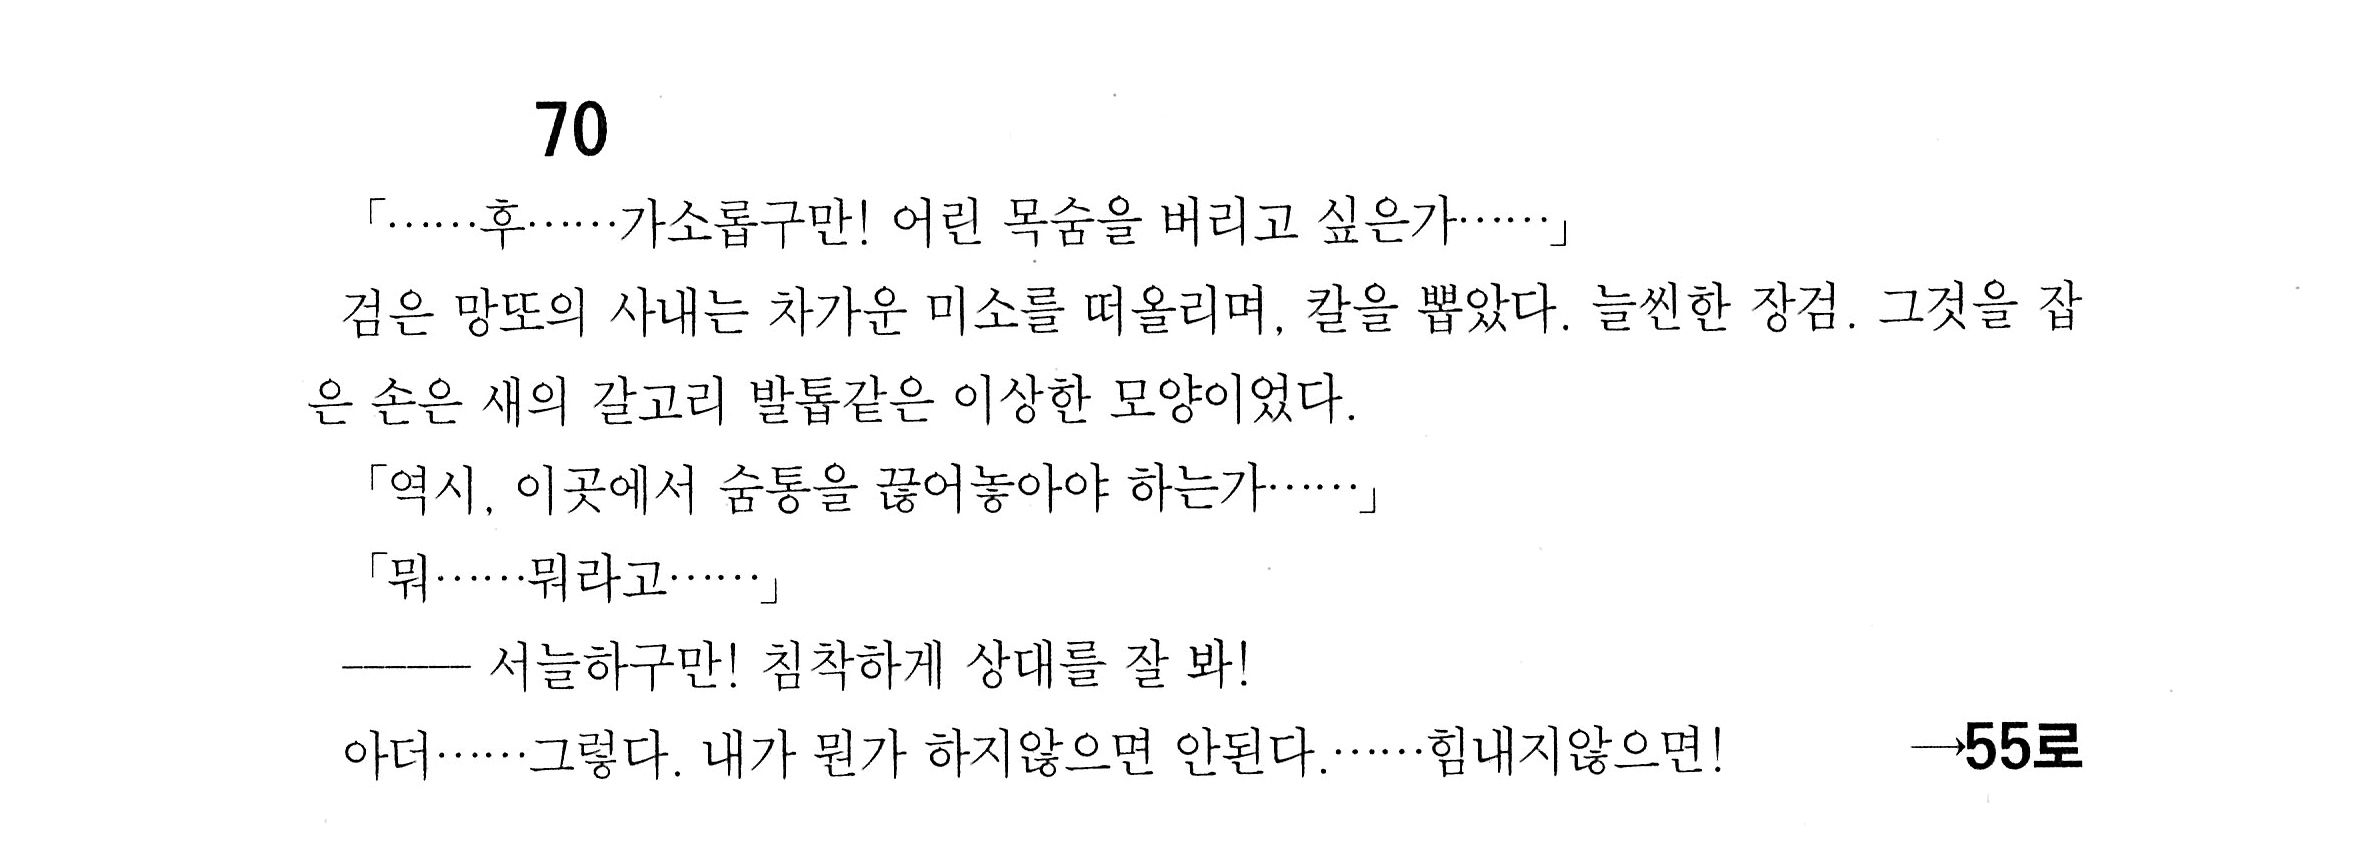 70
「……후……가소롭구만! 어린 목숨을 버리고 싶은가……」
검은 망또의 사내는 차가운 미소를 떠올리며, 칼을 뽑았다. 늘씬한 장검. 그것을 잡
은 손은 새의 갈고리 발톱같은 이상한 모양이었다.
「역시, 이곳에서 숨통을 끊어놓아야 하는가……」
「뭐……뭐라고……」
─── 서늘하구만! 침착하게 상대를 잘 봐!
아더……그렇다. 내가 뭔가 하지않으면 안된다.……힘내지않으면! →55로